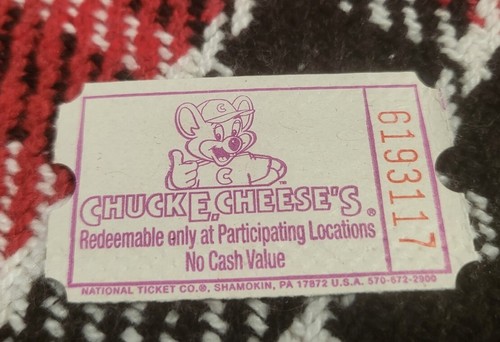 C
C
CHUCK E. CHEESE'S®
™
Redeemable only at Participating Locations
No Cash Value
NATIONAL TICKET CO.®, SHAMOKIN, PA 17872 U.S.A. 570-672-2900
6193117